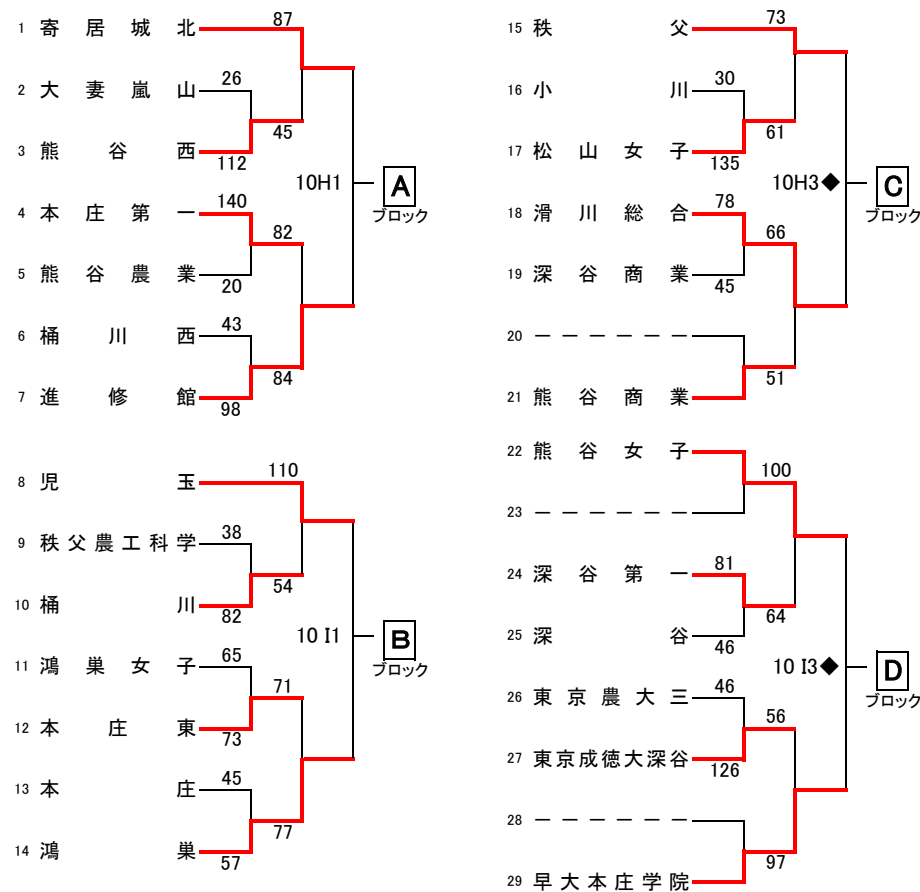 1 寄居城北 87
2 大妻嵐山 26
45
3 熊谷西 112
10H1 A
ブロック
4 本庄第一 140
82
5 熊谷農業 20
6 桶川西 43
84
7 進修館 98
8 児玉 110
9 秩父農工科学 38
54
10 桶川 82
10 I1 B
ブロック
11 鴻巣女子 65
71
12 本庄東 73
13 本庄 45
77
14 鴻巣 57
15 秩父 73
16 小川 30
61
17 松山女子 135
10H3◆ C
ブロック
18 滑川総合 78
66
19 深谷商業 45
20 ーーーーーー
51
21 熊谷商業
22 熊谷女子
100
23 ーーーーーー
24 深谷第一 81
64
25 深谷 46
10 I3◆ D
ブロック
26 東京農大三 46
56
27 東京成徳大深谷 126
28 ーーーーーー
97
29 早大本庄学院